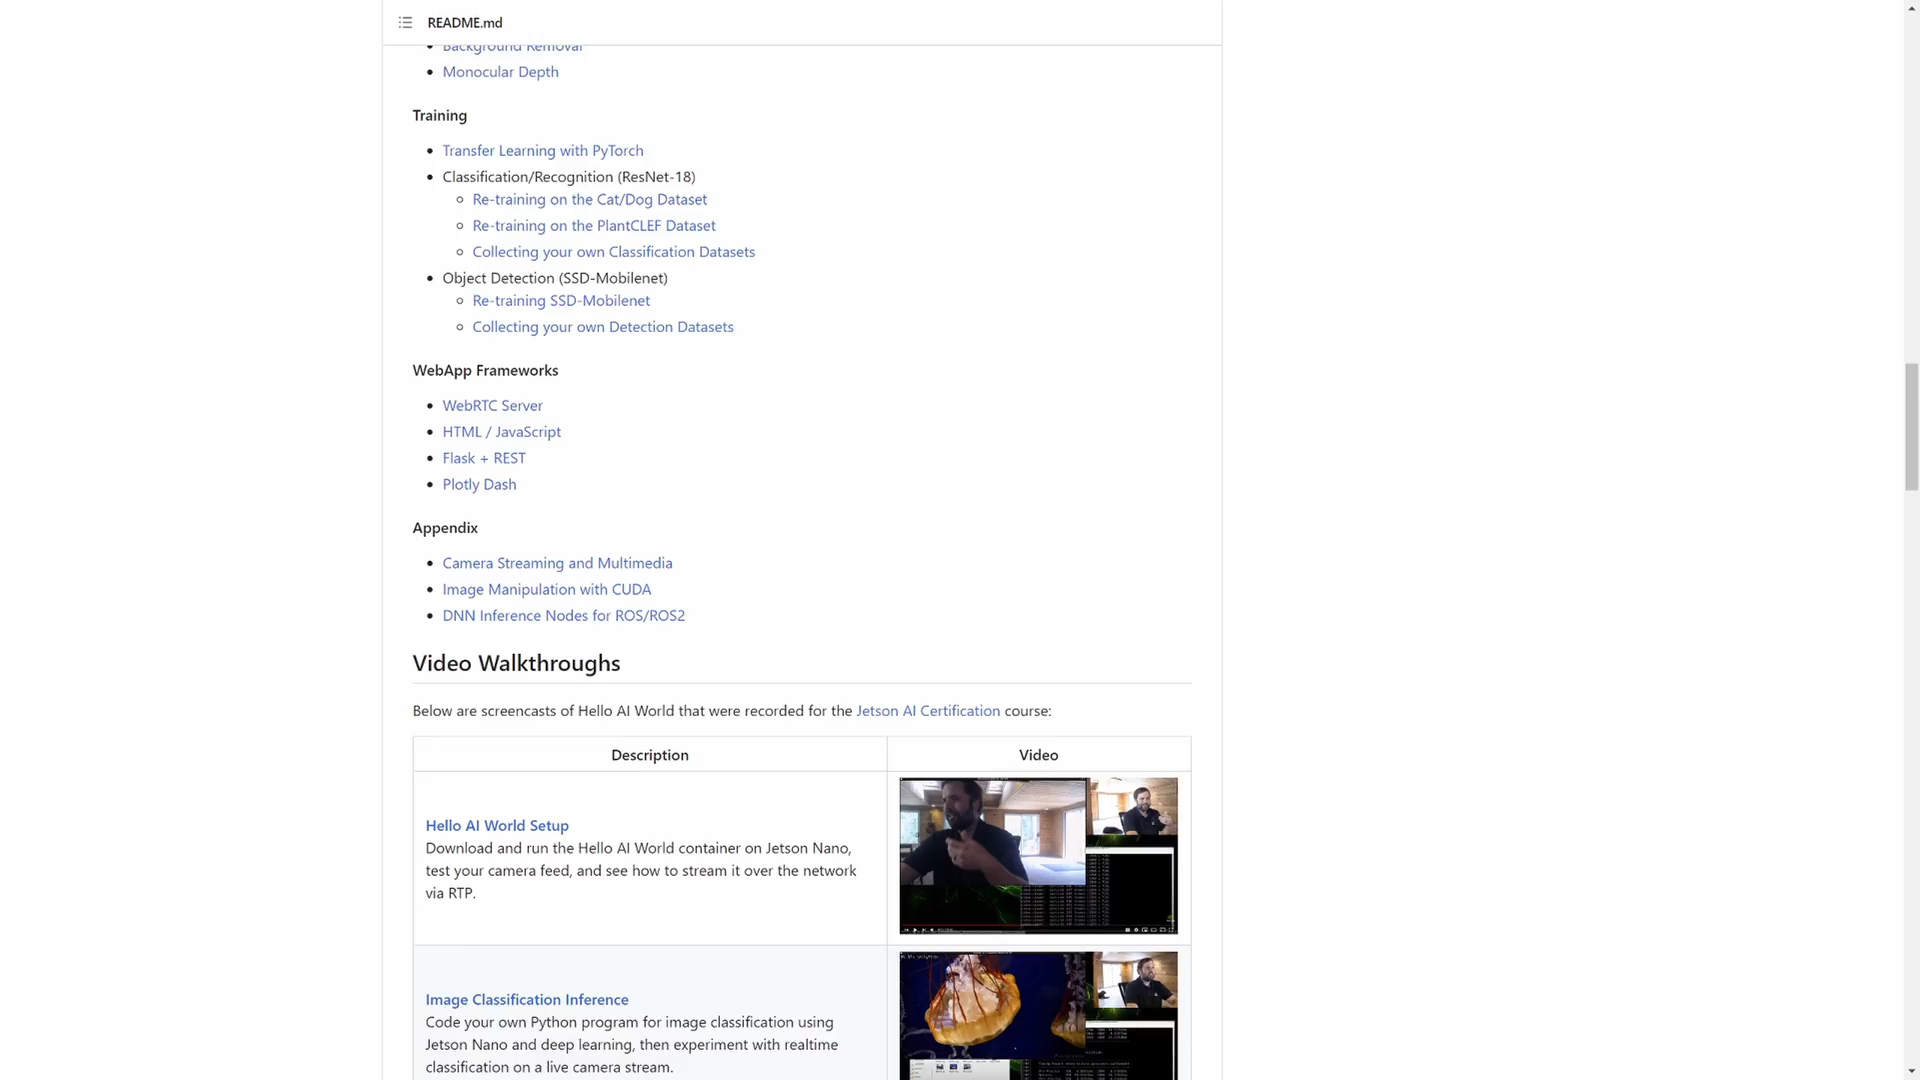 README.md
Background Removal
Monocular Depth
Training
Transfer Learning with PyTorch
Classification/Recognition (ResNet-18)
Re-training on the Cat/Dog Dataset
Re-training on the PlantCLEF Dataset
Collecting your own Classification Datasets
Object Detection (SSD-Mobilenet)
Re-training SSD-Mobilenet
Collecting your own Detection Datasets
WebApp Frameworks
WebRTC Server
HTML / JavaScript
Flask + REST
Plotly Dash
Appendix
Camera Streaming and Multimedia
Image Manipulation with CUDA
DNN Inference Nodes for ROS/ROS2
Video Walkthroughs
Below are screencasts of Hello AI World that were recorded for the Jetson AI Certification course:
Description Video
Hello AI World Setup
Download and run the Hello AI World container on Jetson Nano,
test your camera feed, and see how to stream it over the network
via RTP.
Image Classification Inference
Code your own Python program for image classification using
Jetson Nano and deep learning, then experiment with realtime
classification on a live camera stream.